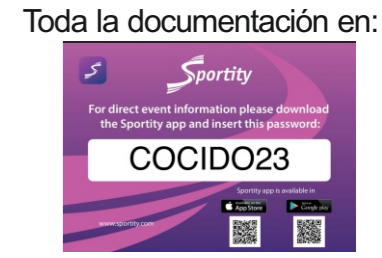 Toda la documentación en:
Sportity
For direct event information please download
the Sportity app and insert this password:
COCIDO23
Sportity app is available in
App Store
Google play
www.sportity.com